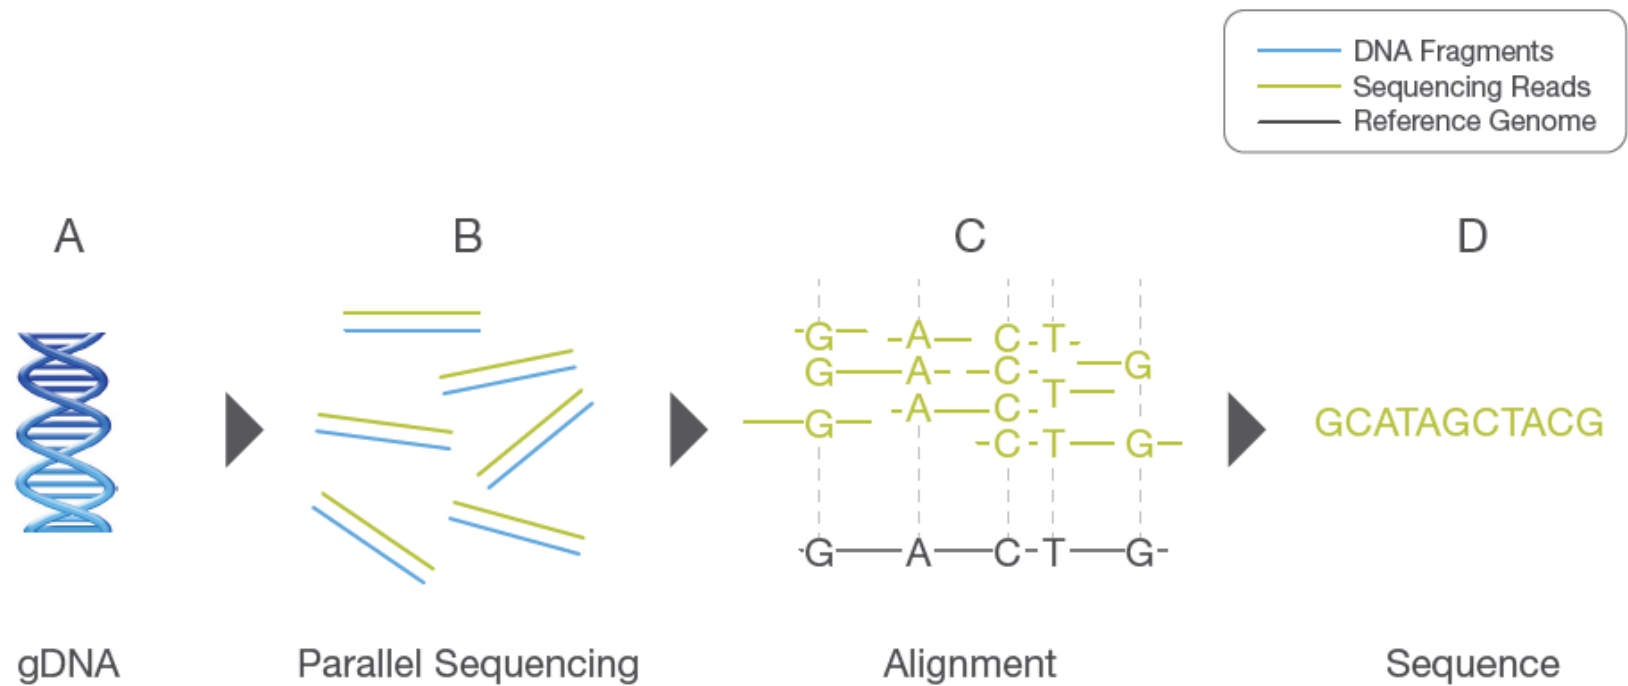 DNA Fragments
Sequencing Reads
Reference Genome
A B C D
G A C T
G A C G
T
A C
G
C T G
GCATAGCTACG
G A C T G
gDNA Parallel Sequencing Alignment Sequence